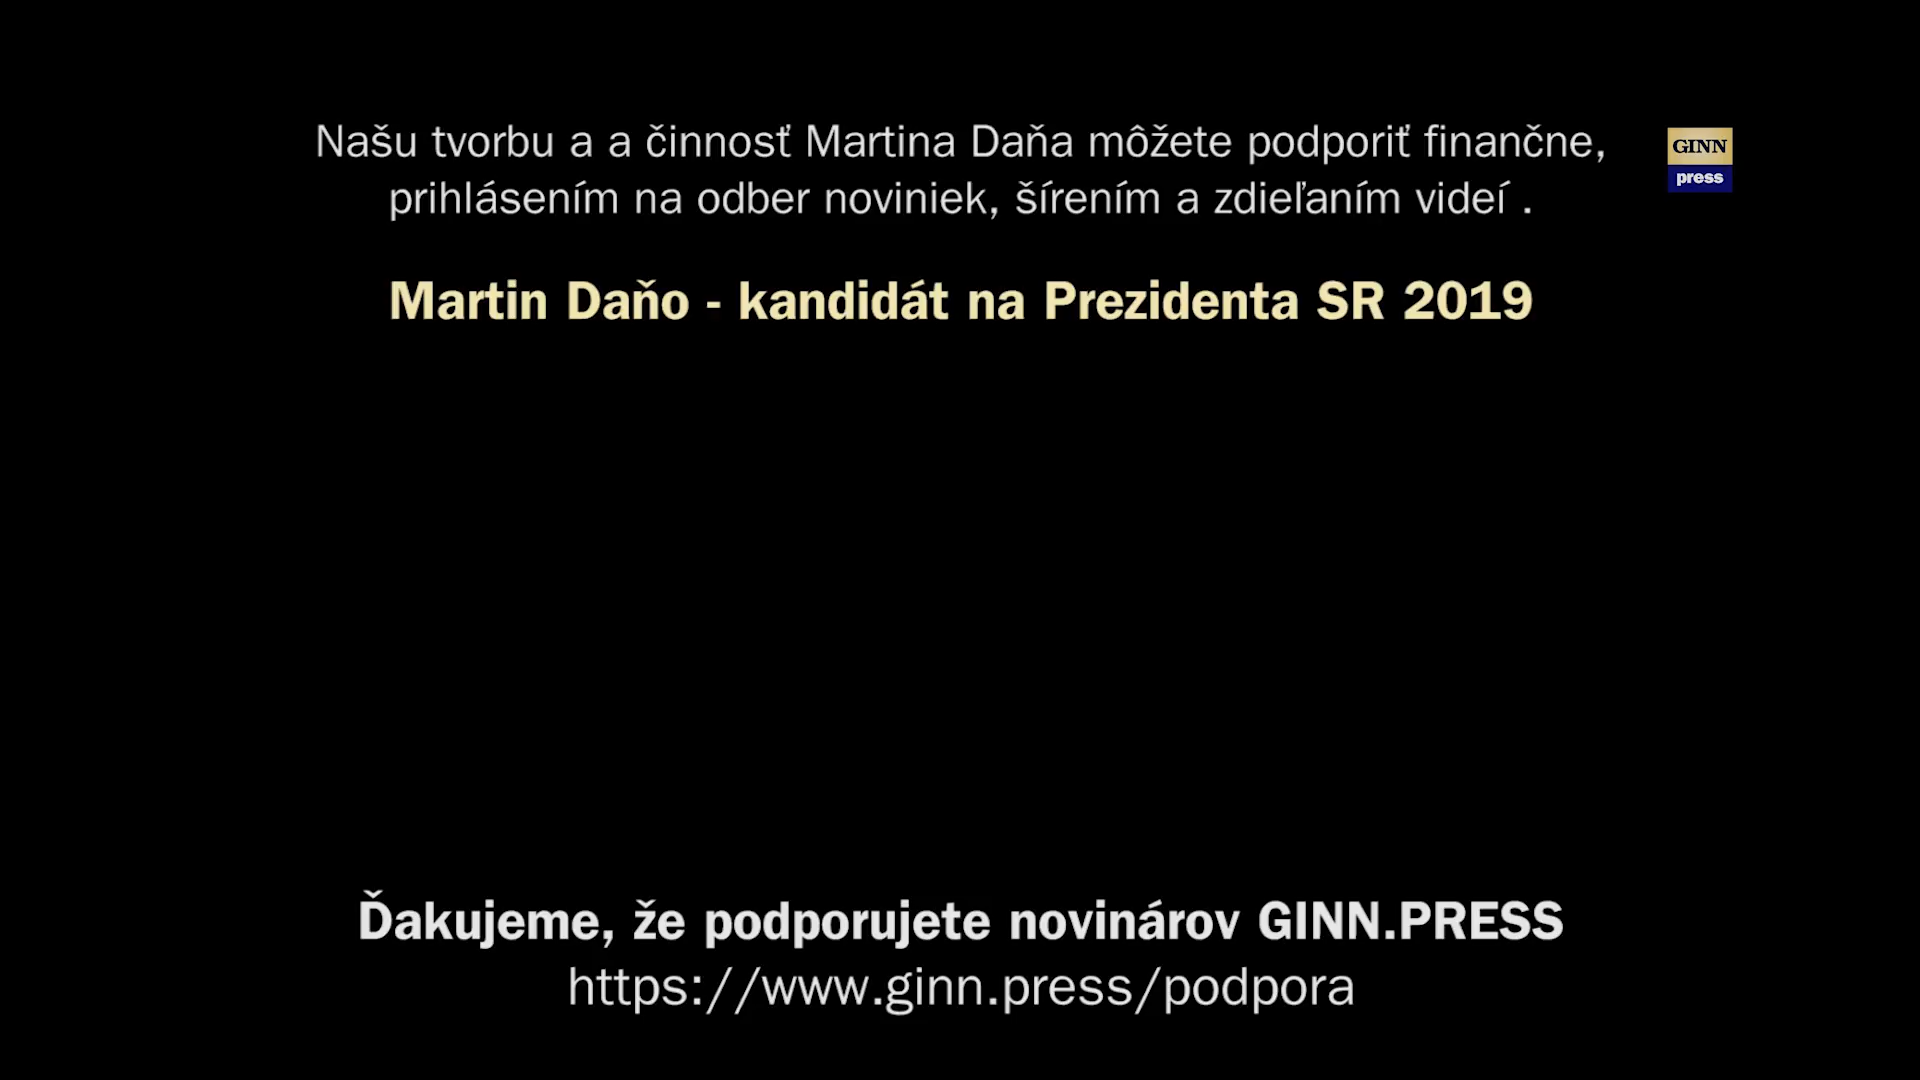 Našu tvorbu a a činnosť Martina Daňa môžete podporiť finančne,
prihlásením na odber noviniek, šírením a zdieľaním videí .
GINN
press
Martin Daňo - kandidát na Prezidenta SR 2019
Ďakujeme, že podporujete novinárov GINN.PRESS
https://www.ginn.press/podpora